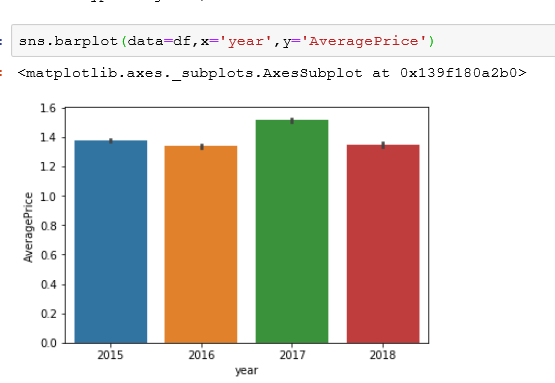 sns.barplot(data=df,x='year',y='AveragePrice')
<matplotlib.axes._subplots.AxesSubplot at 0x139f180a2b0>
1.6
1.4
1.2
1.0
0.8
0.6
0.4
0.2
0.0
AveragePrice
2015 2016 2017 2018
year